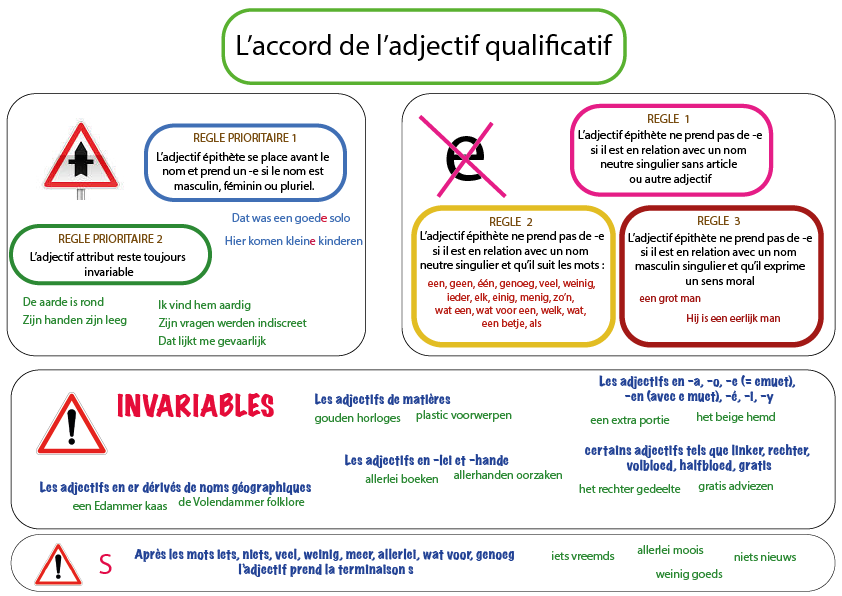 L'accord de l'adjectif qualificatif
REGLE PRIORITAIRE 1
L'adjectif épithète se place avant le
nom et prend un -e si le nom est
masculin, féminin ou pluriel.
Dat was een goede solo
Hier komen kleine kinderen
REGLE PRIORITAIRE 2
L'adjectif attribut reste toujours
invariable
De aarde is rond
Zijn handen zijn leeg
Ik vind hem aardig
Zijn vragen werden indiscreet
Dat lijkt me gevaarlijk
e
REGLE 1
L'adjectif épithète ne prend pas de -e
si il est en relation avec un nom
neutre singulier sans article
ou autre adjectif
REGLE 2
L'adjectif épithète ne prend pas de -e
si il est en relation avec un nom
neutre singulier et qu'il suit les mots :
een, geen, één, genoeg, veel, weinig,
ieder, elk, einig, menig, zo'n,
wat een, wat voor een, welk, wat,
een betje, als
REGLE 3
L'adjectif épithète ne prend pas de -e
si il est en relation avec un nom
masculin singulier et qu'il exprime
un sens moral
een grot man
Hij is een eerlijk man
INVARIABLES
Les adjectifs de matières
gouden horloges
plastic voorwerpen
Les adjectifs en -a, -o, -e (= emuet),
-en (avec e muet), -é, -i, -y
een extra portie
het beige hemd
Les adjectifs en -lei et -hande
allerlei boeken
allerhanden oorzaken
certains adjectifs tels que linker, rechter,
volbloed, halfbloed, gratis
het rechter gedeelte
gratis adviezen
Les adjectifs en er dérivés de noms géographiques
een Edammer kaas
de Volendammer folklore
S
Après les mots iets, niets, veel, weinig, meer, allerlei, wat voor, genoeg
l'adjectif prend la terminaison s
iets vreemds
allerlei moois
niets nieuws
weinig goeds